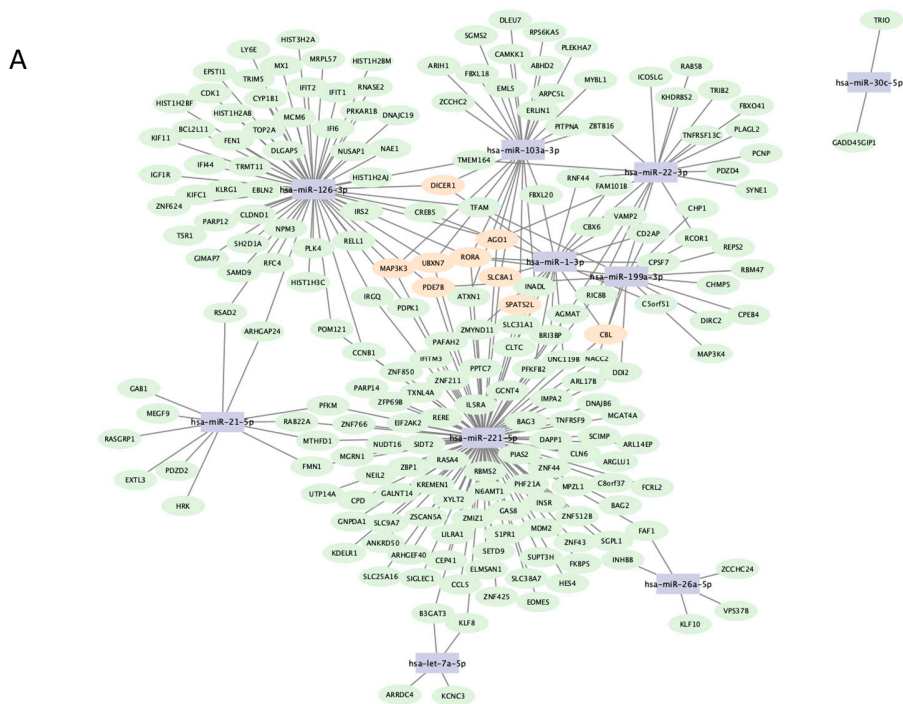 A
DLEU7
TRIO
HIST3H2A
SGMS2
RPS6KA5
LY6E
MX1
MRPL57
CAMKK1
PLEKHA7
HIST1H2BM
ARIH1
FBXL18
ABHD2
RAB5B
EPSTI1
TRIM5
ICOSLG
hsa-miR-30c-5p
IFIT2
IFIT1
RNASE2
EML5
MYBL1
KHDRBS2
TRIB2
CDK1
CYP1B1
ARPC5L
HIST1H2BF
ZCCHC2
FBXO41
HIST1H2AB
MCM6
PRKAR1B
ERLIN1
BCL2L11
TOP2A
IFI6
DNAJC19
PITPNA
ZBTB16
PLAGL2
KIF11
FEN1
TNFRSF13C
GADD45GIP1
DLGAP5
NUSAP1
NAE1
hsa-miR-103a-3p
PCNP
IFI44
TRMT11
TMEM164
PDZD4
IGF1R
HIST1H2AJ
RNF44
hsa-miR-22-3p
KIFC1
KLRG1
EBLN2
hsa-miR-126-3p
DICER1
FBXL20
FAM101B
SYNE1
ZNF624
PARP12
CLDND1
IRS2
CREB5
TFAM
VAMP2
CHP1
TSR1
NPM3
CBX6
CD2AP
SH2D1A
PLK4
RELL1
AGO1
RCOR1
REPS2
GIMAP7
RFC4
MAP3K3
UBXN7
RORA
hsa-miR-1-3p
CPSF7
RBM47
SAMD9
HIST1H3C
PDE7B
SLC8A1
hsa-miR-199a-3p
CHMP5
INADL
RIC8B
IRGQ
ATXN1
SPATS2L
C5orf51
RSAD2
PDPK1
AGMAT
DIRC2
CPEB4
ARHGAP24
POM121
ZMYND11
SLC31A1
PAFAH2
BRI3BP
CBL
CLTC
CCNB1
IFITM3
UNC119B
NACC2
MAP3K4
ZNF850
PPTC7
PFKFB2
DDI2
ZNF211
ARL17B
GAB1
PARP14
TXNL4A
GCNT4
IMPA2
ZFP69B
IL5RA
DNAJB6
MEGF9
PFKM
TNFRSF9
MGAT4A
hsa-miR-21-5p
RAB22A
ZNF766
EIF2AK2
RERE
BAG3
SCIMP
RASGRP1
MTHFD1
NUDT16
SIDT2
hsa-miR-221-5p
DAPP1
ARL14EP
CLN6
MGRN1
RASA4
PIAS2
ARGLU1
PDZD2
FMN1
ZBP1
RBMS2
ZNF44
EXTL3
NEIL2
KREMEN1
N6AMT1
PHF21A
MPZL1
C8orf37
FCRL2
UTP14A
GALNT14
HRK
CPD
XYLT2
INSR
BAG2
GNPDA1
SLC9A7
ZSCAN5A
ZMIZ1
GAS8
ZNF512B
FAF1
KDELR1
ANKRD50
LILRA1
S1PR1
MDM2
ZNF43
SGPL1
ARHGEF40
SETD9
SUPT3H
INHBB
CEP41
ELMSAN1
FKBP5
ZCCHC24
SLC25A16
SIGLEC1
CCL5
SLC38A7
HES4
hsa-miR-26a-5p
ZNF425
EOMES
VPS37B
B3GAT3
KLF8
KLF10
hsa-let-7a-5p
ARRDC4
KCNC3